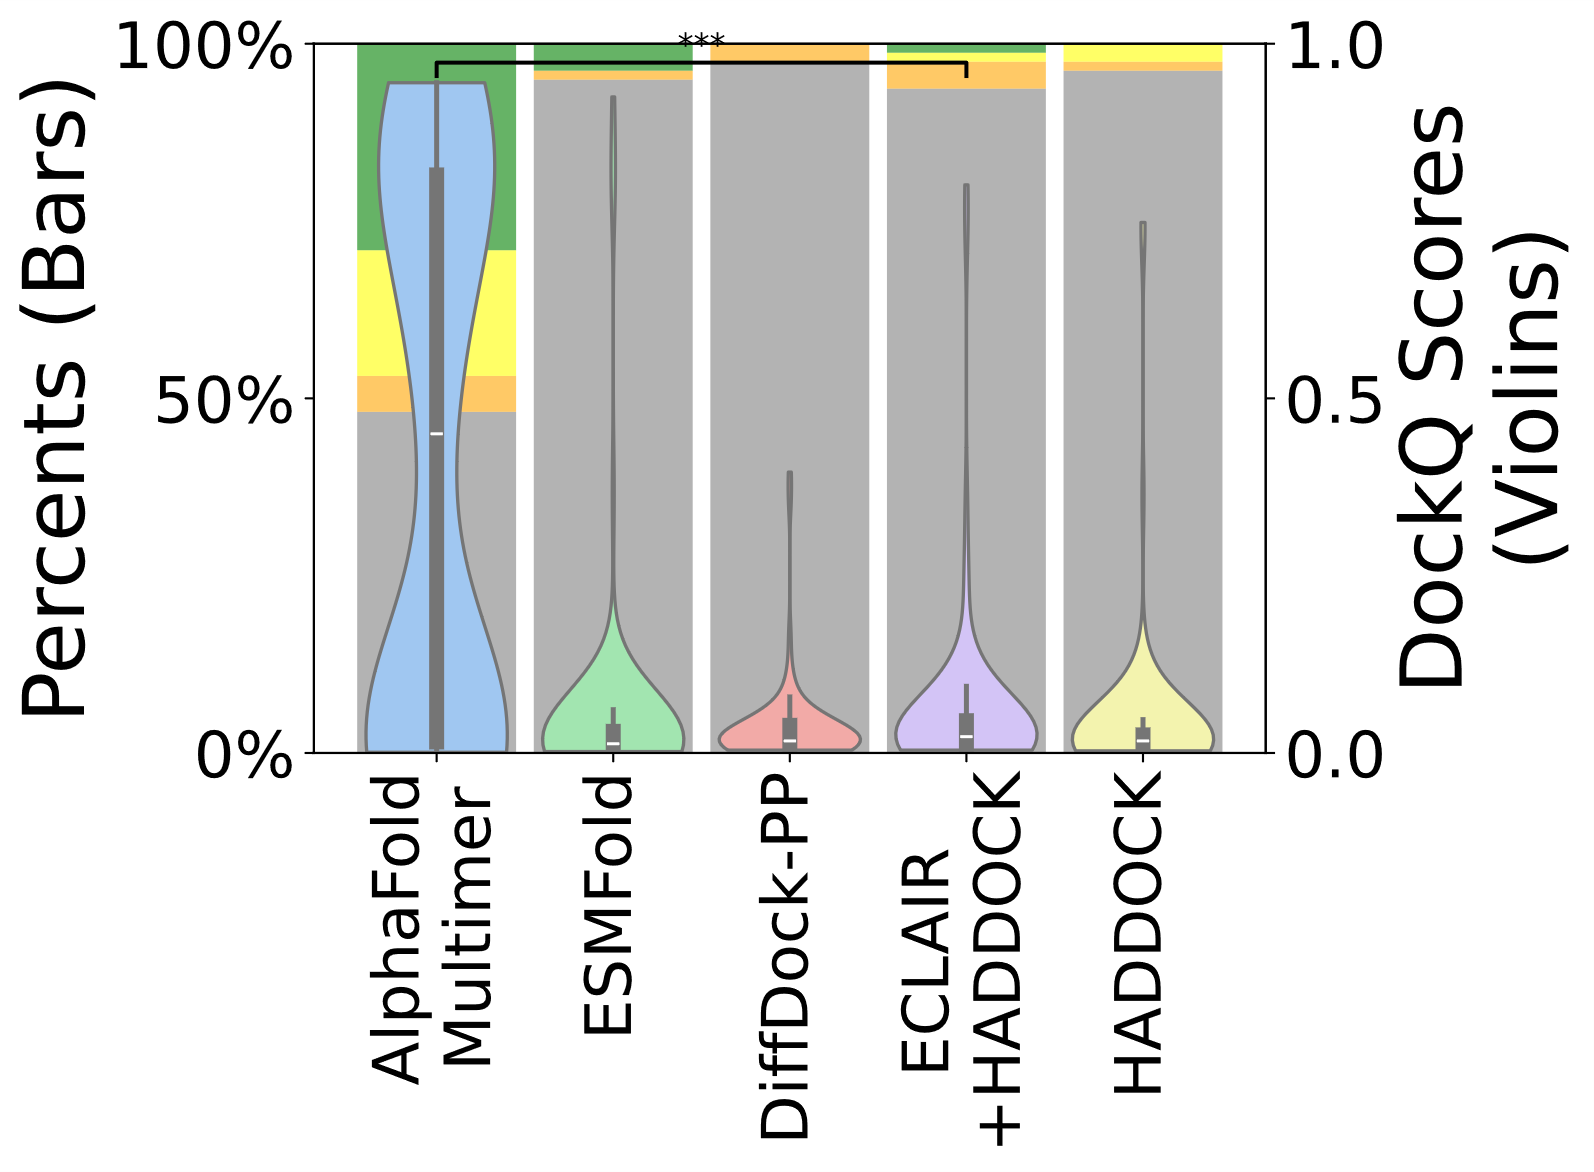 ***
Percents (Bars)
100%
50%
0%
1.0
0.5
0.0
DockQ Scores
(Violins)
AlphaFold
Multimer
ESMFold
DiffDock-PP
ECLAIR
+HADDOCK
HADDOCK